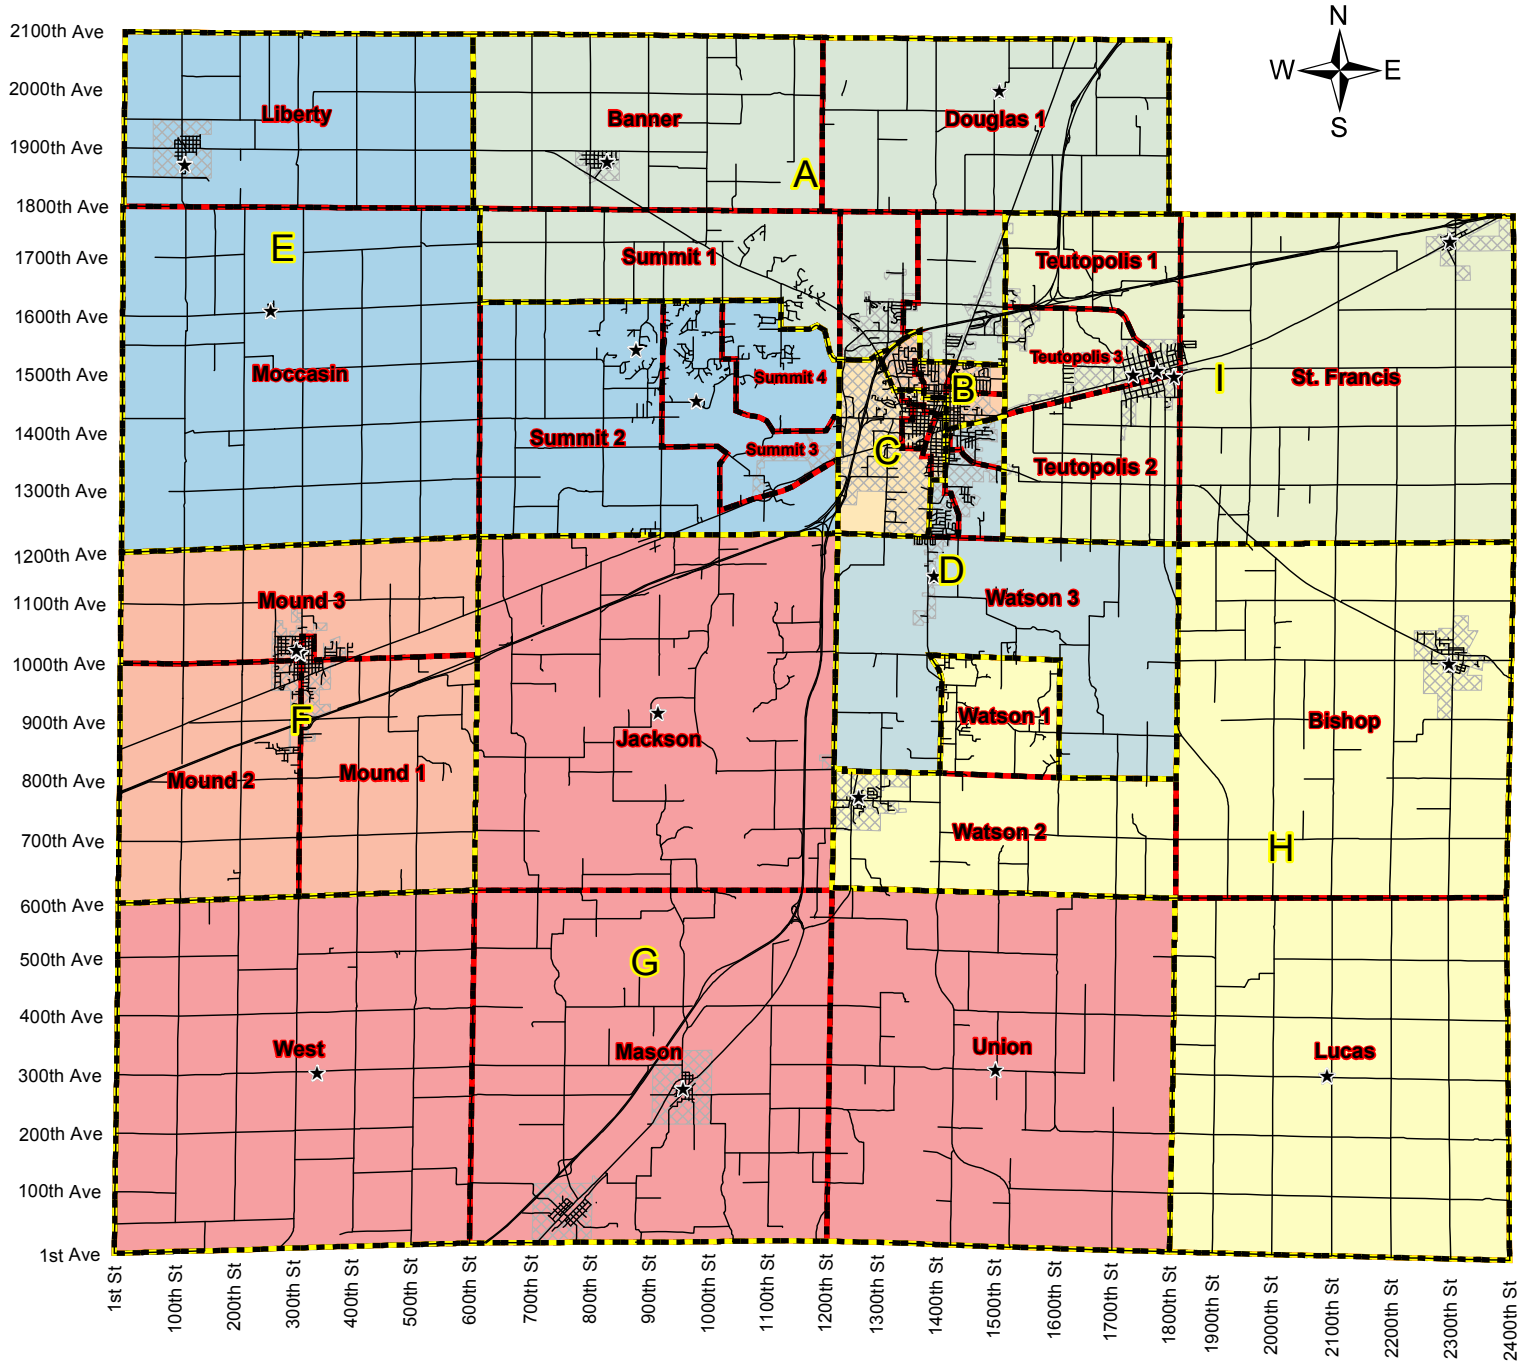 N
2100th Ave
W
E
2000th Ave
Liberty
Banner
Douglas 1
S
1900th Ave
A
1800th Ave
E
1700th Ave
Summit 1
Teutopolis 1
1600th Ave
Teutopolis 3
1500th Ave
Moccasin
Summit 4
B
I
St. Francis
1400th Ave
Summit 2
Summit 3
C
Teutopolis 2
1300th Ave
1200th Ave
D
1100th Ave
Mound 3
Watson 3
1000th Ave
900th Ave
F
Watson 1
Bishop
Jackson
800th Ave
Mound 2
Mound 1
700th Ave
Watson 2
H
600th Ave
500th Ave
G
400th Ave
West
Mason
Union
Lucas
300th Ave
200th Ave
100th Ave
1st Ave
1st St
100th St
200th St
300th St
400th St
500th St
600th St
700th St
800th St
900th St
1000th St
1100th St
1200th St
1300th St
1400th St
1500th St
1600th St
1700th St
1800th St
1900th St
2000th St
2100th St
2200th St
2300th St
2400th St